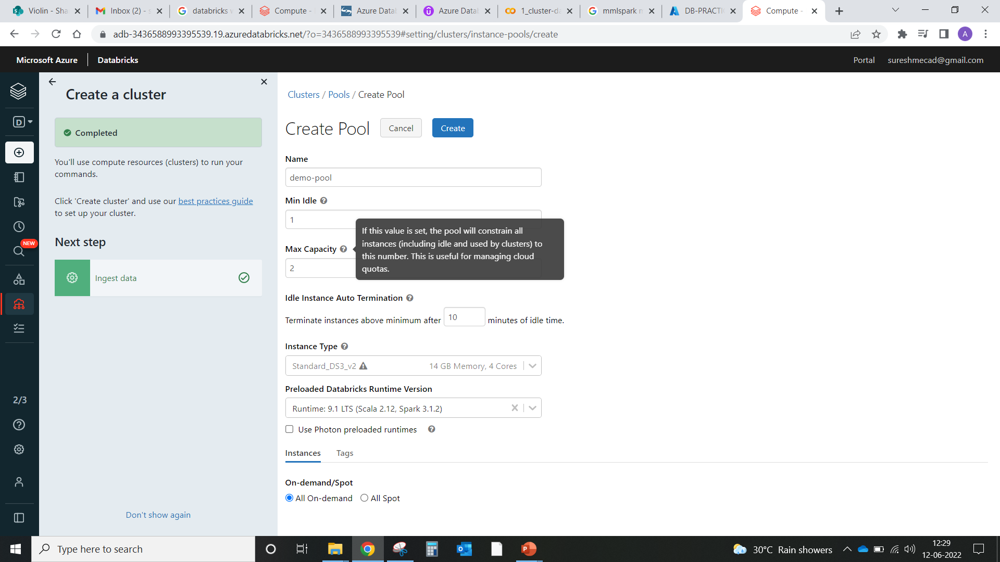 Violin - Sha
Inbox (2) - s
databricks w
Compute -
Azure Datab
Azure Datab
1_cluster-da
mmlspark m
DB-PRACTI
Compute -
adb-3436588993395539.19.azuredatabricks.net/?o=3436588993395539#setting/clusters/instance-pools/create
A
Microsoft Azure
Databricks
Portal
sureshmecad@gmail.com
D
NEW
2/3
Create a cluster
Completed
You'll use compute resources (clusters) to run your
commands.
Click 'Create cluster' and use our best practices guide
to set up your cluster.
Next step
Ingest data
Don't show again
Clusters / Pools / Create Pool
Create Pool
Cancel
Create
Name
demo-pool
Min Idle
1
If this value is set, the pool will constrain all
instances (including idle and used by clusters) to
this number. This is useful for managing cloud
quotas.
Max Capacity
2
Idle Instance Auto Termination
Terminate instances above minimum after 10 minutes of idle time.
Instance Type
Standard_DS3_v2 14 GB Memory, 4 Cores
Preloaded Databricks Runtime Version
Runtime: 9.1 LTS (Scala 2.12, Spark 3.1.2)
Use Photon preloaded runtimes
Instances
Tags
On-demand/Spot
All On-demand
All Spot
Type here to search
30°C Rain showers
12:29
12-06-2022